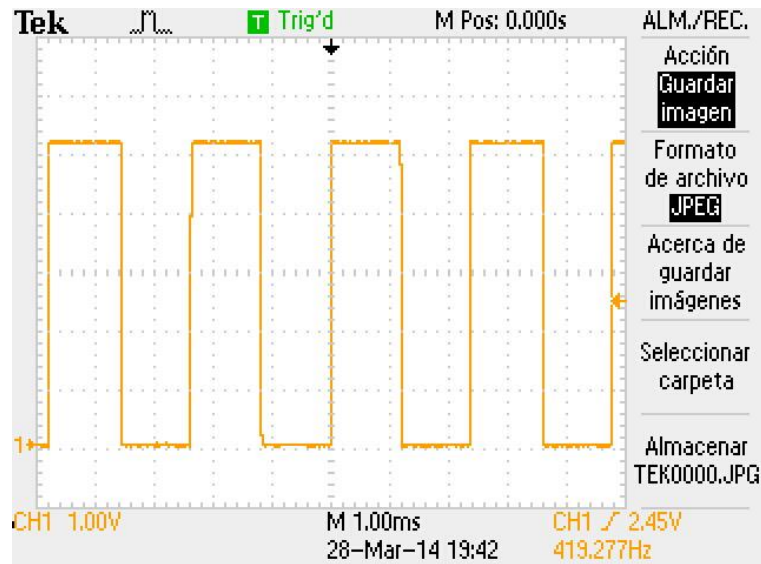 Tek Trig'd M Pos: 0.000s ALM./REC.
Acción
Guardar
imagen
Formato
de archivo
JPEG
Acerca de
guardar
imágenes
Seleccionar
carpeta
1
Almacenar
TEK0000.JPG
CH1 1.00V M 1.00ms CH1 2.45V
28-Mar-14 19:42 419.277Hz